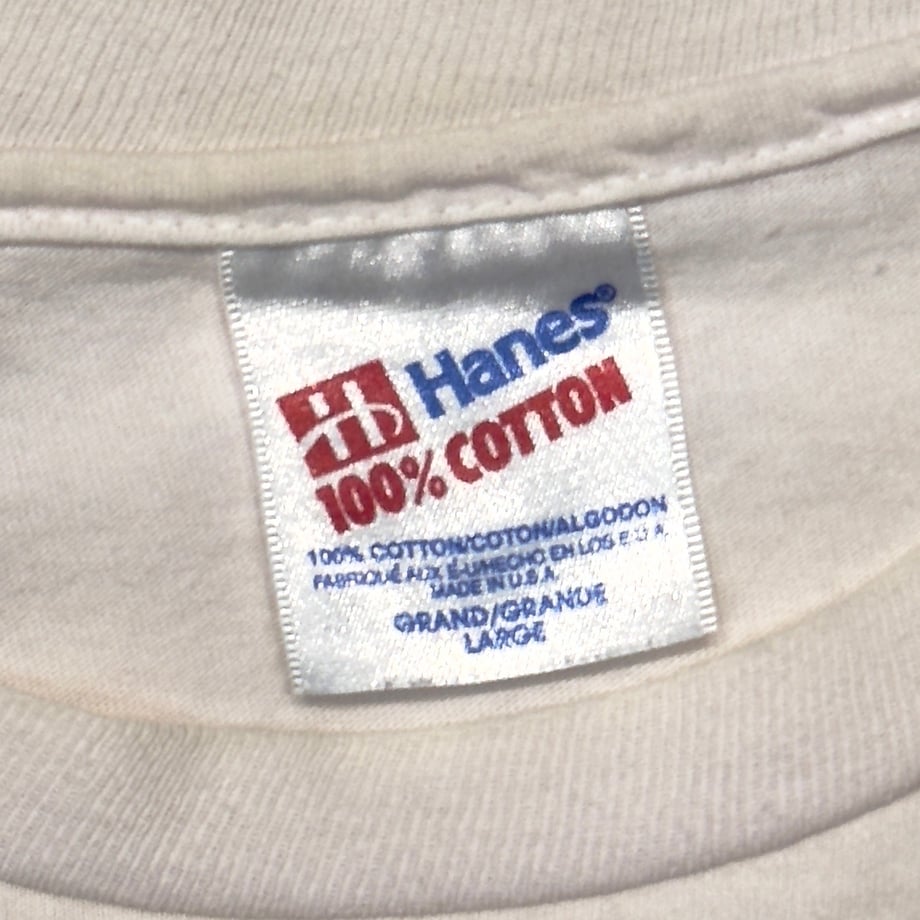 Hanes®
100% COTTON
100% COTTON/COTON/ALGODON
FABRIQUÉ AUX É.-U./HECHO EN LOS E.U.A.
MADE IN U.S.A.
GRAND/GRANDE
LARGE